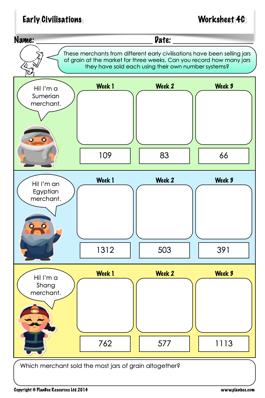 Early Civilisations
Worksheet 4C
Name:
Date:
These merchants from different early civilisations have been selling jars
of grain at the market for three weeks. Can you record how many jars
they have sold each using their own number systems?
Hi! I'm a
Sumerian
merchant.
Week 1
Week 2
Week 3
109
83
66
Hi! I'm an
Egyptian
merchant.
Week 1
Week 2
Week 3
1312
503
391
Hi! I'm a
Shang
merchant.
Week 1
Week 2
Week 3
762
577
1113
Which merchant sold the most jars of grain altogether?
Copyright © PlanBee Resources Ltd 2014
www.planbee.com